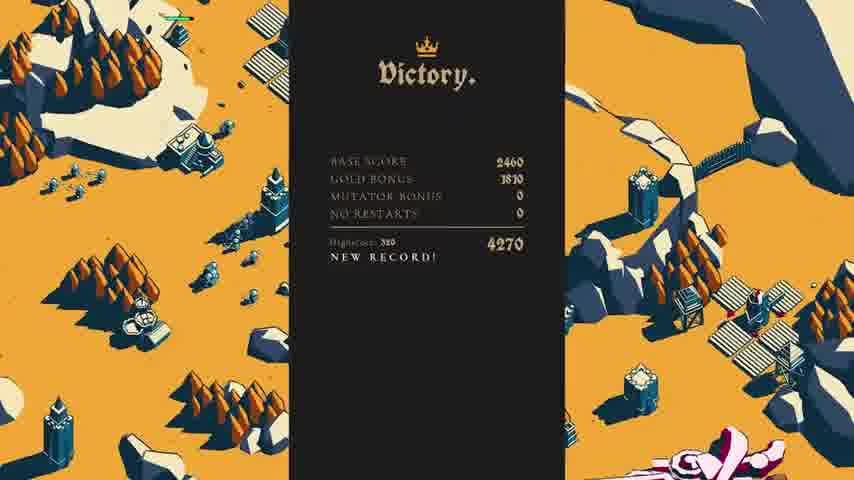 Victory.
BASE SCORE 2460
GOLD BONUS 1810
MUTATOR BONUS 0
NO RESTARTS 0
Highscore: 320 4270
NEW RECORD!